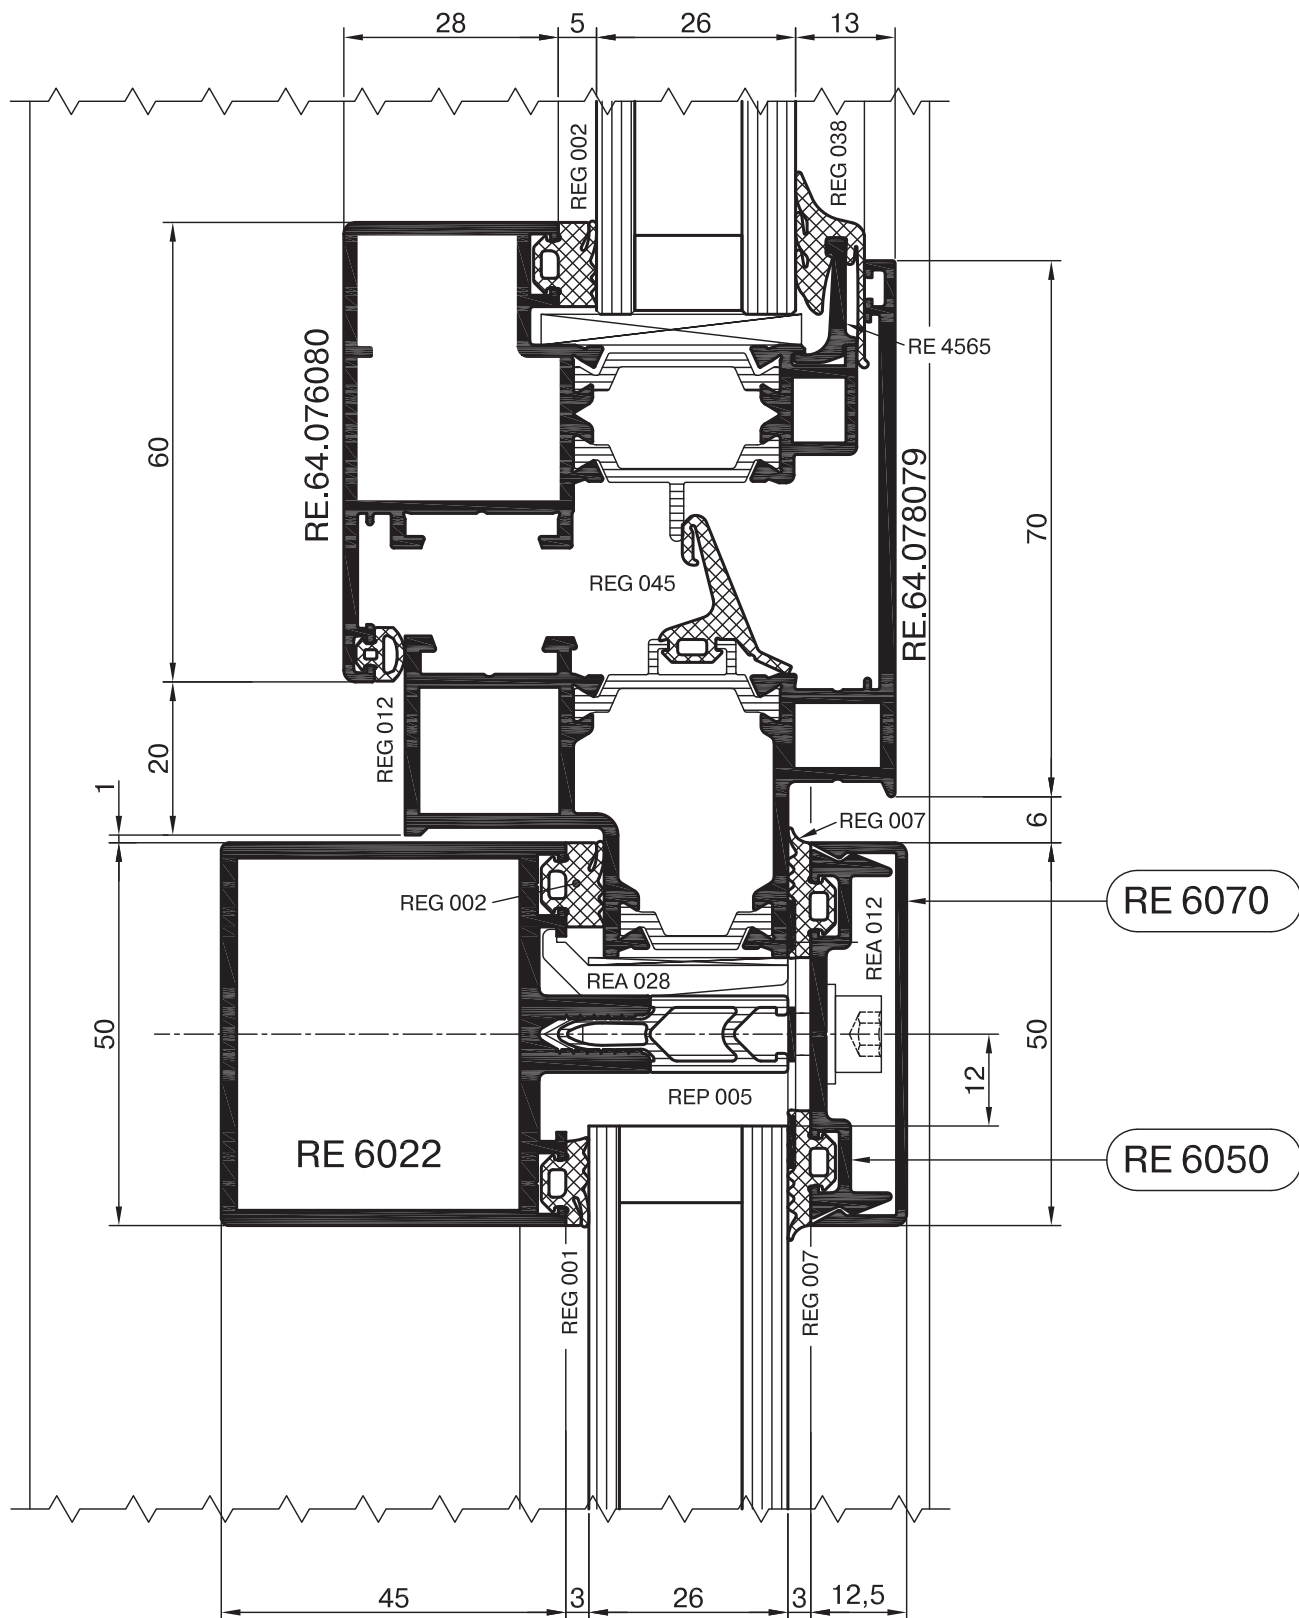 28
5
26
13
REG 002
REG 038
RE 4565
RE.64.076080
60
RE.64.078079
70
REG 045
REG 012
20
1
6
REG 007
REG 002
RE 6070
REA 012
REA 028
50
50
12
REP 005
RE 6022
RE 6050
REG 001
REG 007
45
3
26
3
12,5